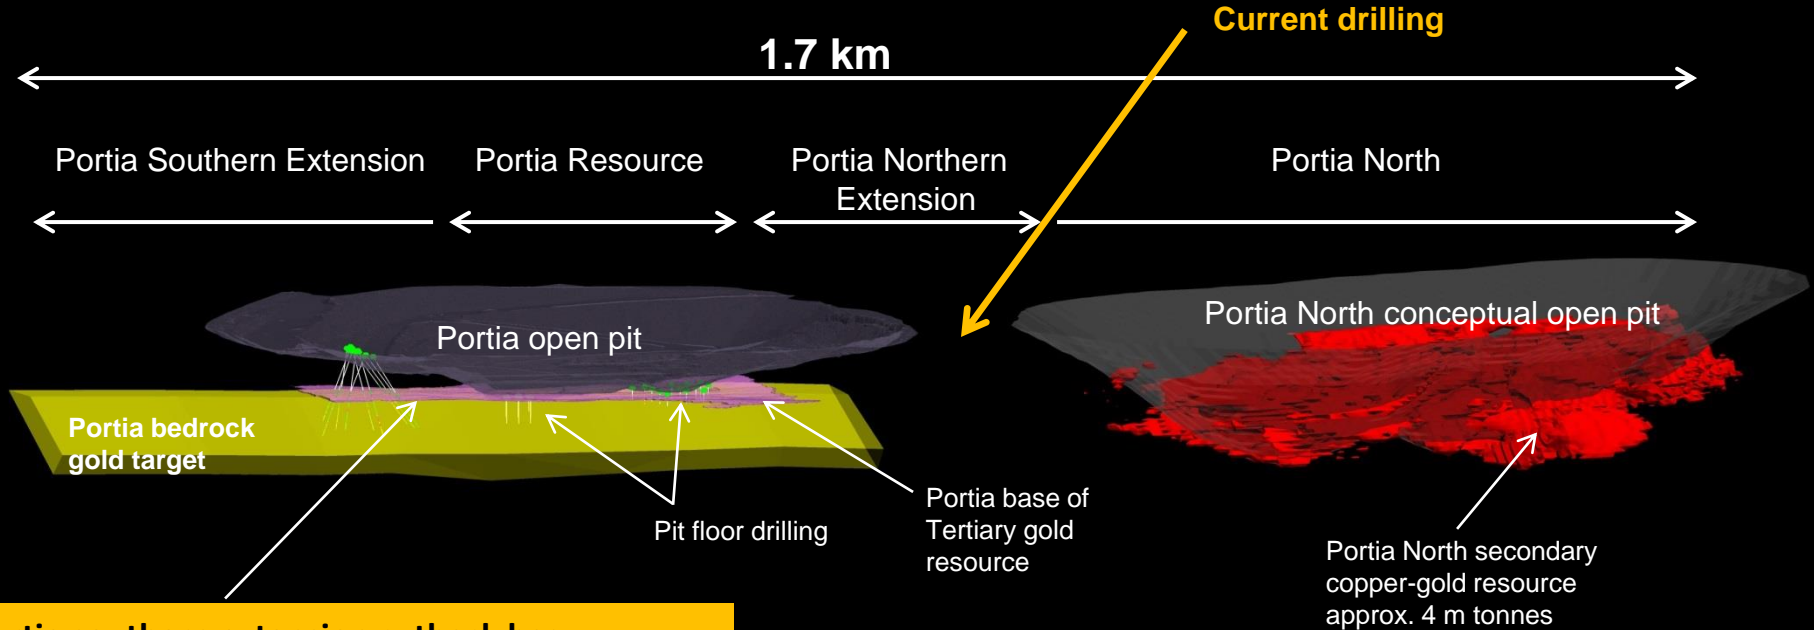 Current drilling
1.7 km
Portia Southern Extension
Portia Resource
Portia Northern
Extension
Portia North
Portia open pit
Portia North conceptual open pit
Portia bedrock
gold target
Pit floor drilling
Portia base of
Tertiary gold
resource
Portia North secondary
copper-gold resource
approx. 4 m tonnes